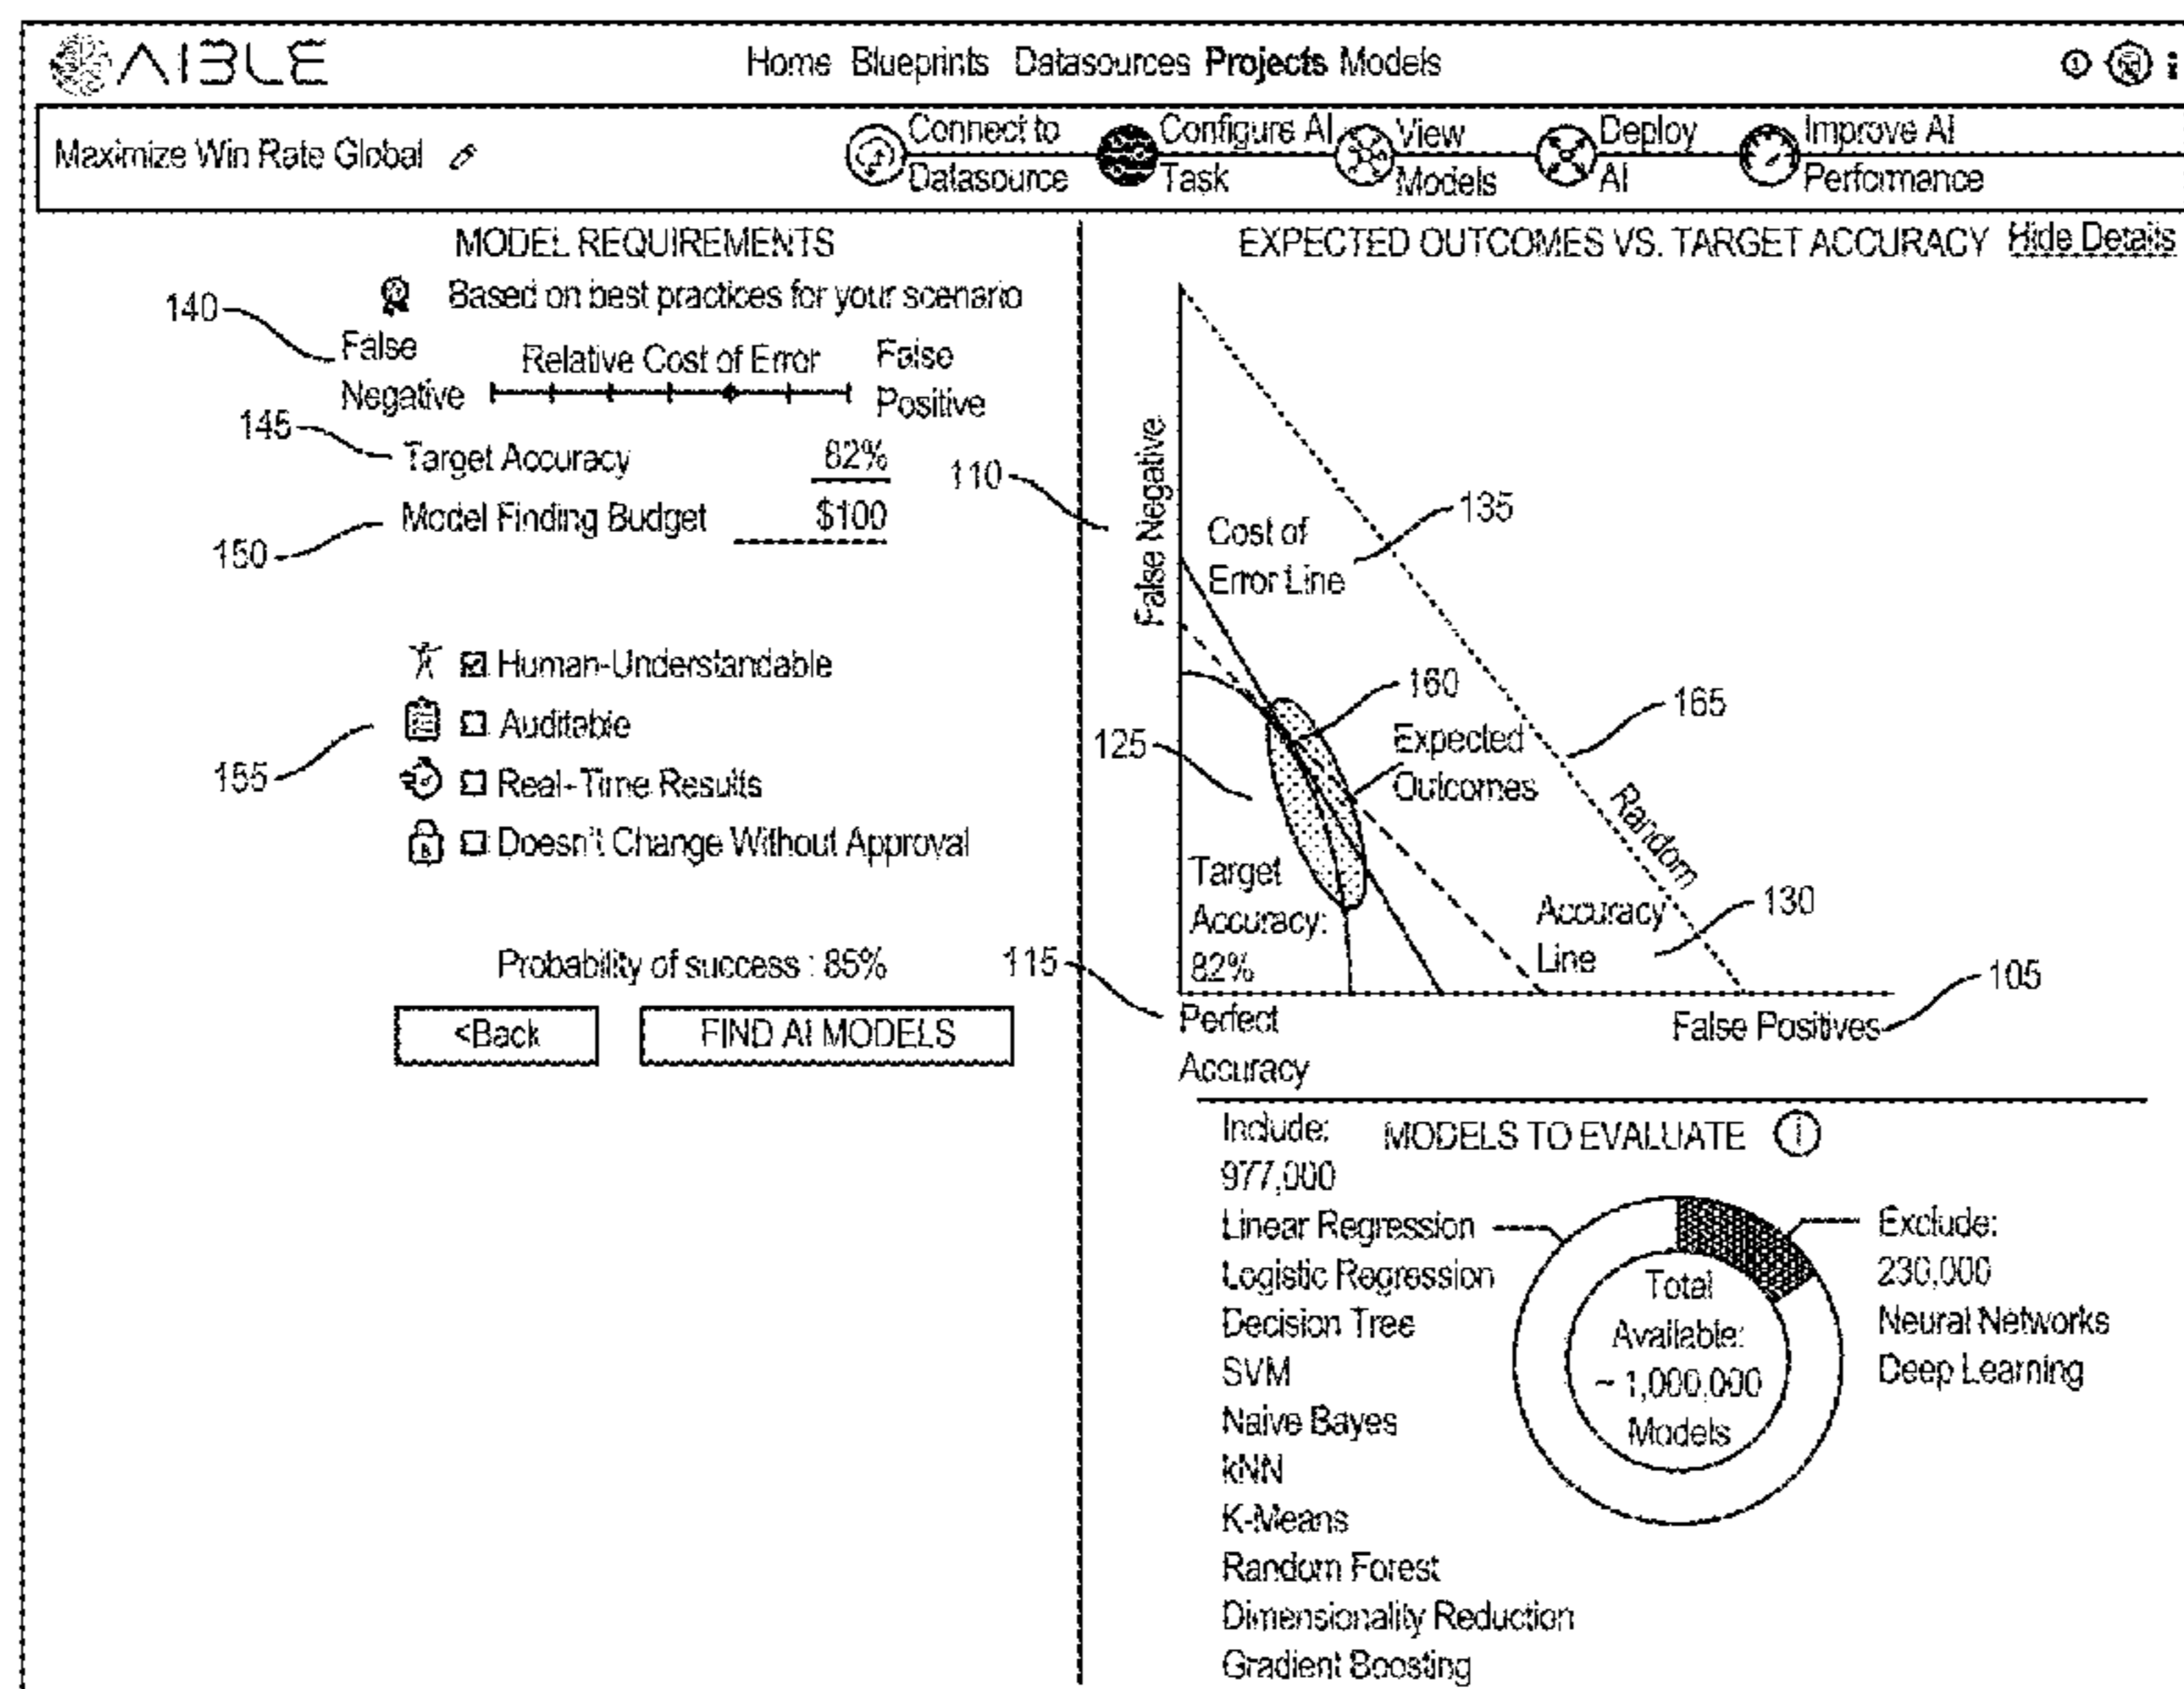 AIBLE
Home Blueprints Datasources Projects Models
Maximize Win Rate Global
Connect to
Datasource
Configure AI
Task
View
Models
Deploy
AI
Improve AI
Performance
MODEL REQUIREMENTS
Based on best practices for your scenario
140
False
Negative
Relative Cost of Error
False
Positive
145
Target Accuracy 82%
150
Model Finding Budget $100
Human-Understandable
Auditable
155
Real-Time Results
Doesn't Change Without Approval
Probability of success : 85%
<Back
FIND AI MODELS
EXPECTED OUTCOMES VS. TARGET ACCURACY Hide Details
110
False Negative
Cost of
Error Line
135
160
165
125
Expected
Outcomes
Random
Target
Accuracy:
82%
Accuracy
Line
130
115
105
Perfect
Accuracy
False Positives
Include:
977,000
MODELS TO EVALUATE
Linear Regression
Logistic Regression
Decision Tree
SVM
Naive Bayes
kNN
K-Means
Random Forest
Dimensionality Reduction
Gradient Boosting
Total
Available:
~ 1,000,000
Models
Exclude:
230,000
Neural Networks
Deep Learning